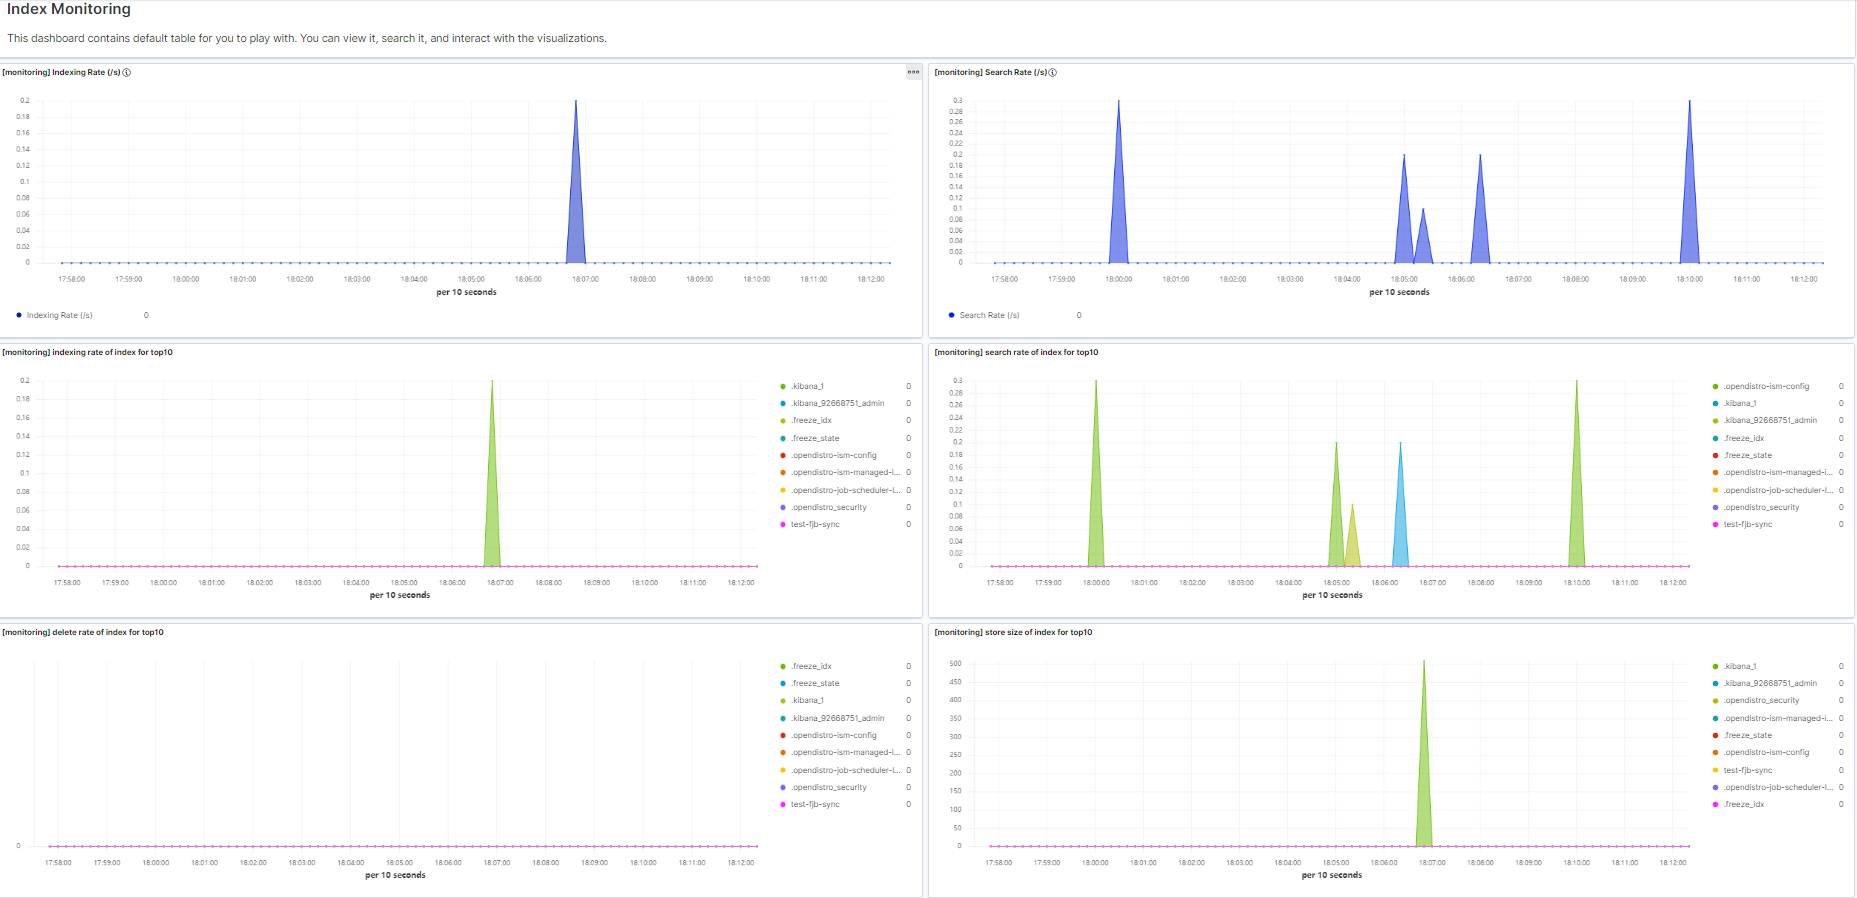 Index Monitoring
This dashboard contains default table for you to play with. You can view it, search it, and interact with the visualizations.
[monitoring] Indexing Rate (/s)
0.2
0.18
0.16
0.14
0.12
0.1
0.08
0.06
0.04
0.02
0
17:58:00 17:59:00 18:00:00 18:01:00 18:02:00 18:03:00 18:04:00 18:05:00 18:06:00 18:07:00 18:08:00 18:09:00 18:10:00 18:11:00 18:12:00
per 10 seconds
Indexing Rate (/s) 0
[monitoring] Search Rate (/s)
0.3
0.28
0.26
0.24
0.22
0.2
0.18
0.16
0.14
0.12
0.1
0.08
0.06
0.04
0.02
0
17:58:00 17:59:00 18:00:00 18:01:00 18:02:00 18:03:00 18:04:00 18:05:00 18:06:00 18:07:00 18:08:00 18:09:00 18:10:00 18:11:00 18:12:00
per 10 seconds
Search Rate (/s) 0
[monitoring] indexing rate of index for top10
0.2
0.18
0.16
0.14
0.12
0.1
0.08
0.06
0.04
0.02
0
17:58:00 17:59:00 18:00:00 18:01:00 18:02:00 18:03:00 18:04:00 18:05:00 18:06:00 18:07:00 18:08:00 18:09:00 18:10:00 18:11:00 18:12:00
per 10 seconds
.kibana_1 0
.kibana_92668751_admin 0
.freeze_idx 0
.freeze_state 0
.opendistro-ism-config 0
.opendistro-ism-managed-i... 0
.opendistro-job-scheduler-l... 0
.opendistro_security 0
test-fjb-sync 0
[monitoring] search rate of index for top10
0.3
0.28
0.26
0.24
0.22
0.2
0.18
0.16
0.14
0.12
0.1
0.08
0.06
0.04
0.02
0
17:58:00 17:59:00 18:00:00 18:01:00 18:02:00 18:03:00 18:04:00 18:05:00 18:06:00 18:07:00 18:08:00 18:09:00 18:10:00 18:11:00 18:12:00
per 10 seconds
.opendistro-ism-config 0
.kibana_1 0
.kibana_92668751_admin 0
.freeze_idx 0
.freeze_state 0
.opendistro-ism-managed-i... 0
.opendistro-job-scheduler-l... 0
.opendistro_security 0
test-fjb-sync 0
[monitoring] delete rate of index for top10
0
17:58:00 17:59:00 18:00:00 18:01:00 18:02:00 18:03:00 18:04:00 18:05:00 18:06:00 18:07:00 18:08:00 18:09:00 18:10:00 18:11:00 18:12:00
per 10 seconds
.freeze_idx 0
.freeze_state 0
.kibana_1 0
.kibana_92668751_admin 0
.opendistro-ism-config 0
.opendistro-ism-managed-i... 0
.opendistro-job-scheduler-l... 0
.opendistro_security 0
test-fjb-sync 0
[monitoring] store size of index for top10
500
450
400
350
300
250
200
150
100
50
0
17:58:00 17:59:00 18:00:00 18:01:00 18:02:00 18:03:00 18:04:00 18:05:00 18:06:00 18:07:00 18:08:00 18:09:00 18:10:00 18:11:00 18:12:00
per 10 seconds
.kibana_1 0
.kibana_92668751_admin 0
.opendistro_security 0
.opendistro-ism-managed-i... 0
.freeze_state 0
.opendistro-ism-config 0
test-fjb-sync 0
.opendistro-job-scheduler-l... 0
.freeze_idx 0